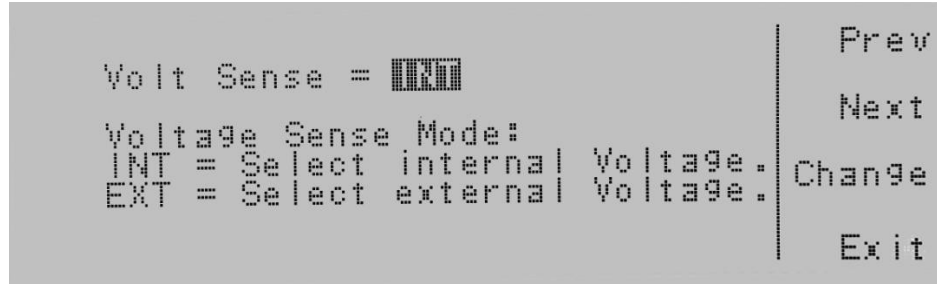 Volt Sense = INT
Voltage Sense Mode:
INT = Select internal Voltage.
EXT = Select external Voltage.
Prev
Next
Change
Exit